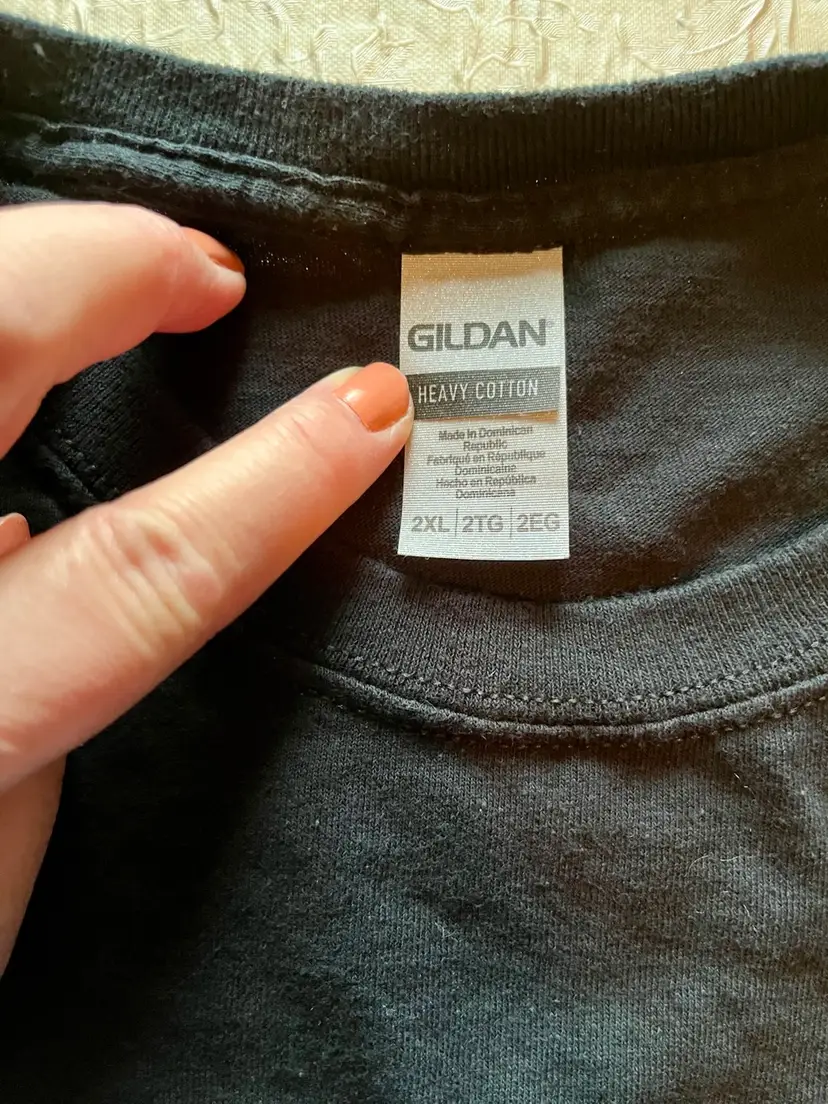 GILDAN®
HEAVY COTTON
Made in Dominican
Republic
Fabriqué en République
Dominicaine
Hecho en República
Dominicana
2XL|2TG|2EG